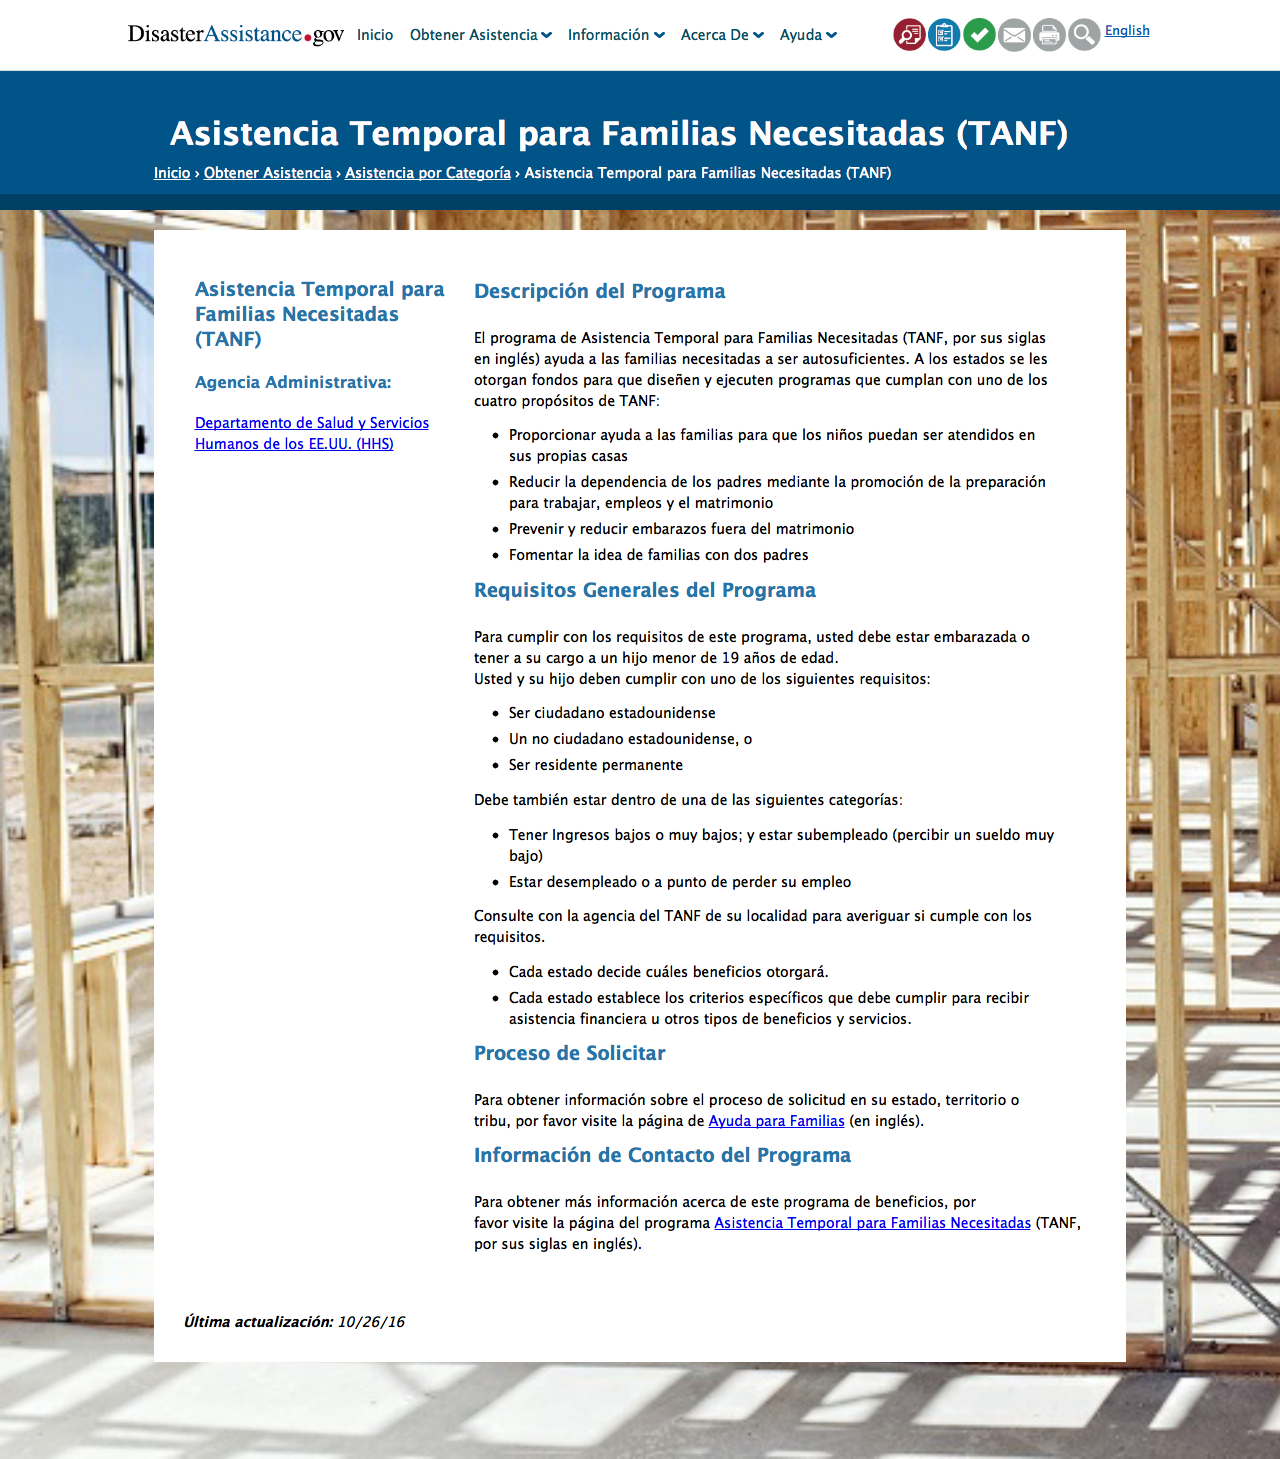 DisasterAssistance.gov Inicio Obtener Asistencia Información Acerca De Ayuda English
Asistencia Temporal para Familias Necesitadas (TANF)
Inicio › Obtener Asistencia › Asistencia por Categoría › Asistencia Temporal para Familias Necesitadas (TANF)
Asistencia Temporal para
Familias Necesitadas
(TANF)
Agencia Administrativa:
Departamento de Salud y Servicios
Humanos de los EE.UU. (HHS)
Descripción del Programa
El programa de Asistencia Temporal para Familias Necesitadas (TANF, por sus siglas
en inglés) ayuda a las familias necesitadas a ser autosuficientes. A los estados se les
otorgan fondos para que diseñen y ejecuten programas que cumplan con uno de los
cuatro propósitos de TANF:
• Proporcionar ayuda a las familias para que los niños puedan ser atendidos en
sus propias casas
• Reducir la dependencia de los padres mediante la promoción de la preparación
para trabajar, empleos y el matrimonio
• Prevenir y reducir embarazos fuera del matrimonio
• Fomentar la idea de familias con dos padres
Requisitos Generales del Programa
Para cumplir con los requisitos de este programa, usted debe estar embarazada o
tener a su cargo a un hijo menor de 19 años de edad.
Usted y su hijo deben cumplir con uno de los siguientes requisitos:
• Ser ciudadano estadounidense
• Un no ciudadano estadounidense, o
• Ser residente permanente
Debe también estar dentro de una de las siguientes categorías:
• Tener Ingresos bajos o muy bajos; y estar subempleado (percibir un sueldo muy
bajo)
• Estar desempleado o a punto de perder su empleo
Consulte con la agencia del TANF de su localidad para averiguar si cumple con los
requisitos.
• Cada estado decide cuáles beneficios otorgará.
• Cada estado establece los criterios específicos que debe cumplir para recibir
asistencia financiera u otros tipos de beneficios y servicios.
Proceso de Solicitar
Para obtener información sobre el proceso de solicitud en su estado, territorio o
tribu, por favor visite la página de Ayuda para Familias (en inglés).
Información de Contacto del Programa
Para obtener más información acerca de este programa de beneficios, por
favor visite la página del programa Asistencia Temporal para Familias Necesitadas (TANF,
por sus siglas en inglés).
Última actualización: 10/26/16